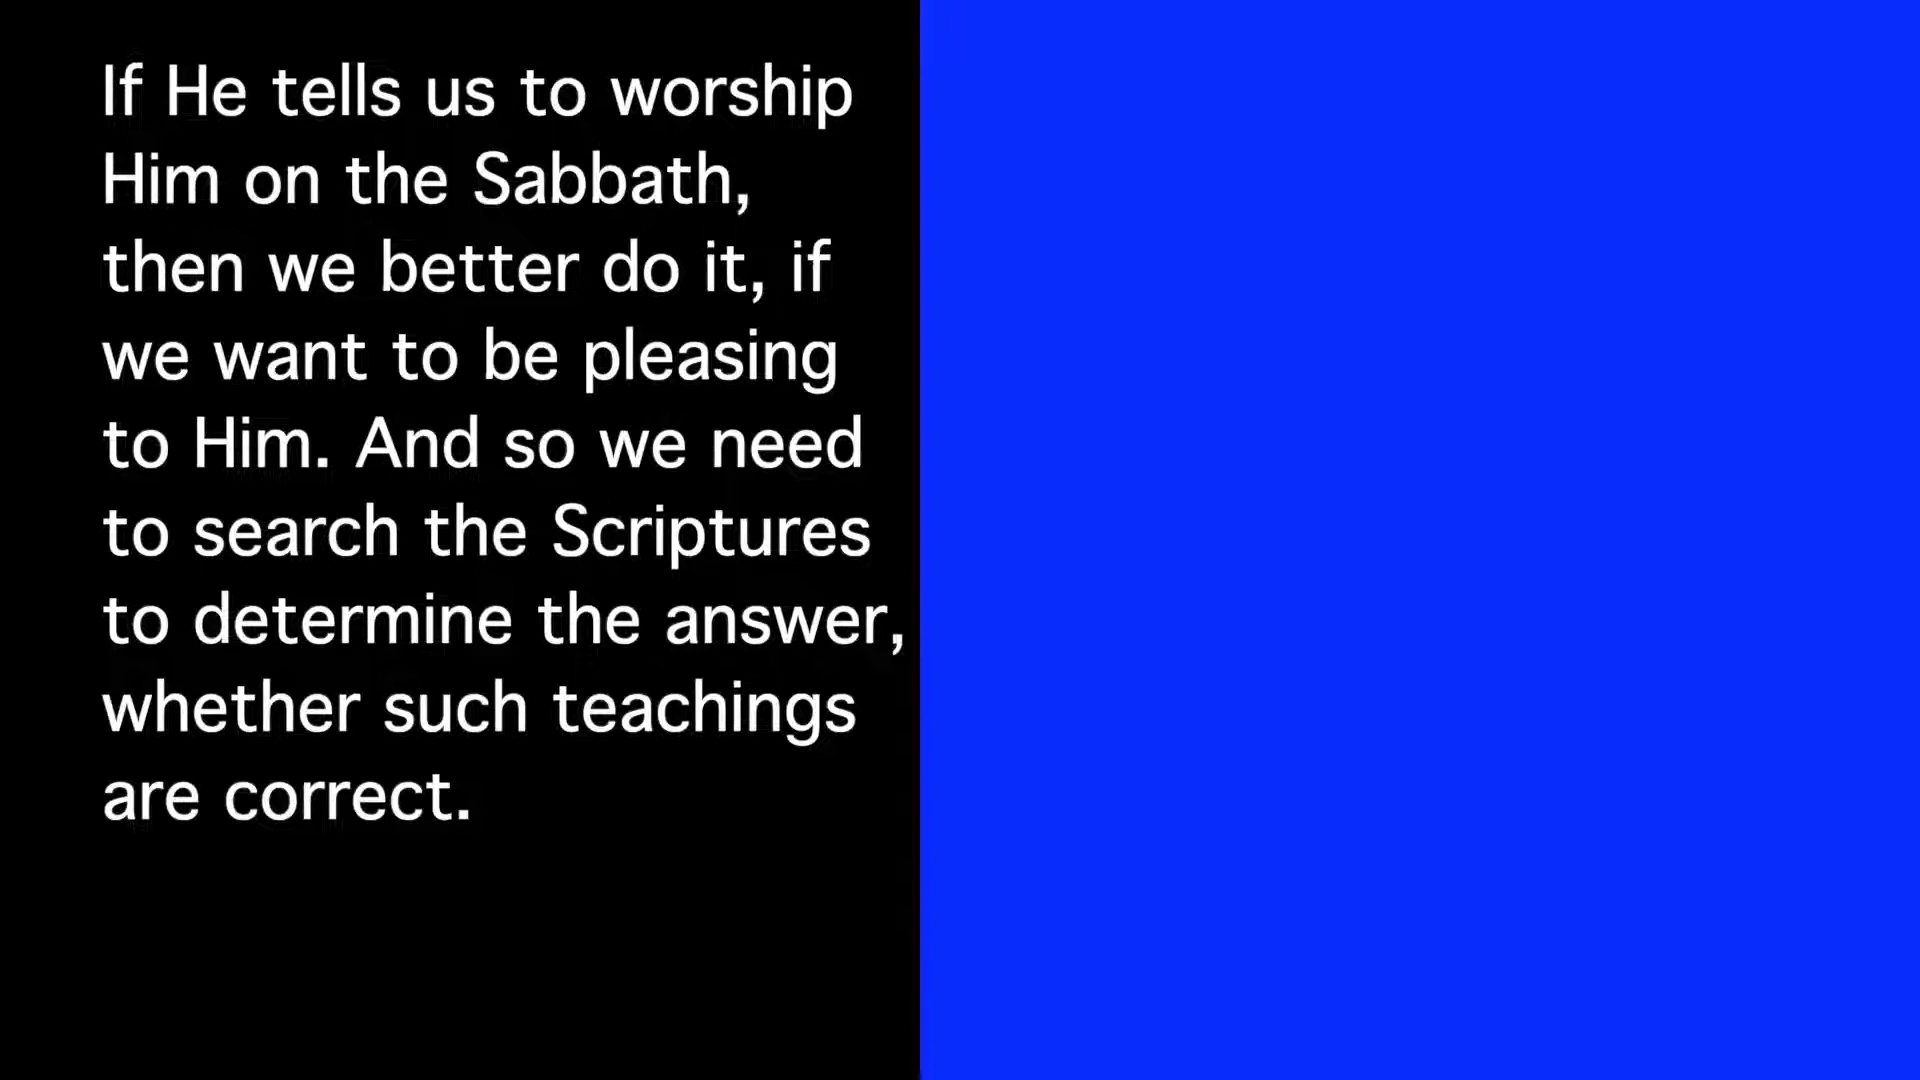 If He tells us to worship
Him on the Sabbath,
then we better do it, if
we want to be pleasing
to Him. And so we need
to search the Scriptures
to determine the answer,
whether such teachings
are correct.